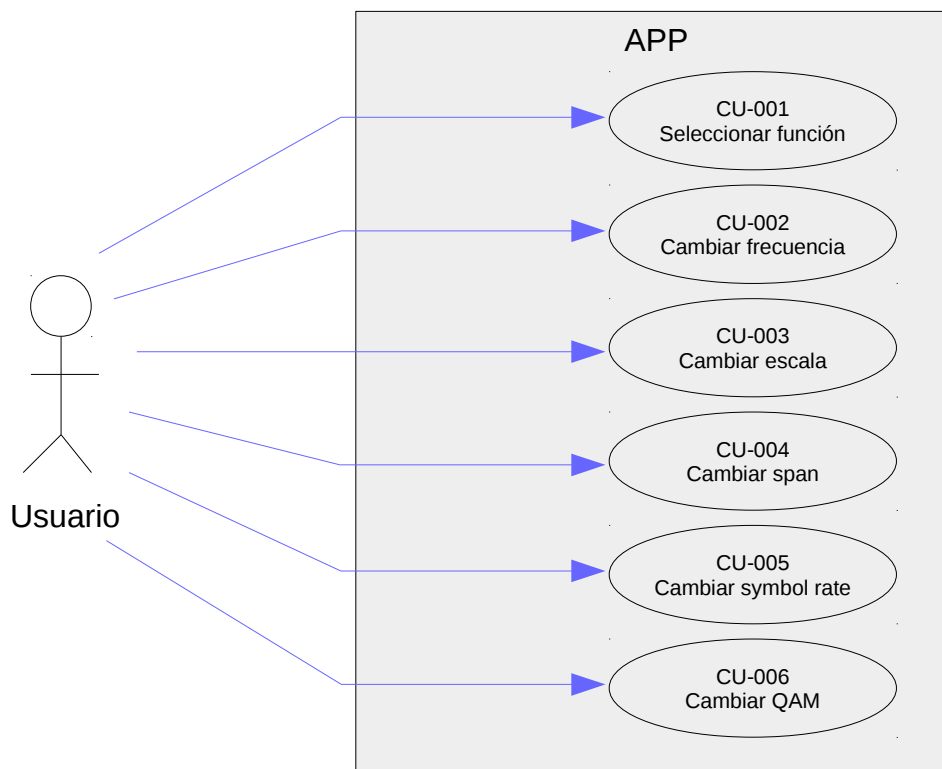 APP
CU-001
Seleccionar función
CU-002
Cambiar frecuencia
CU-003
Cambiar escala
CU-004
Cambiar span
Usuario
CU-005
Cambiar symbol rate
CU-006
Cambiar QAM